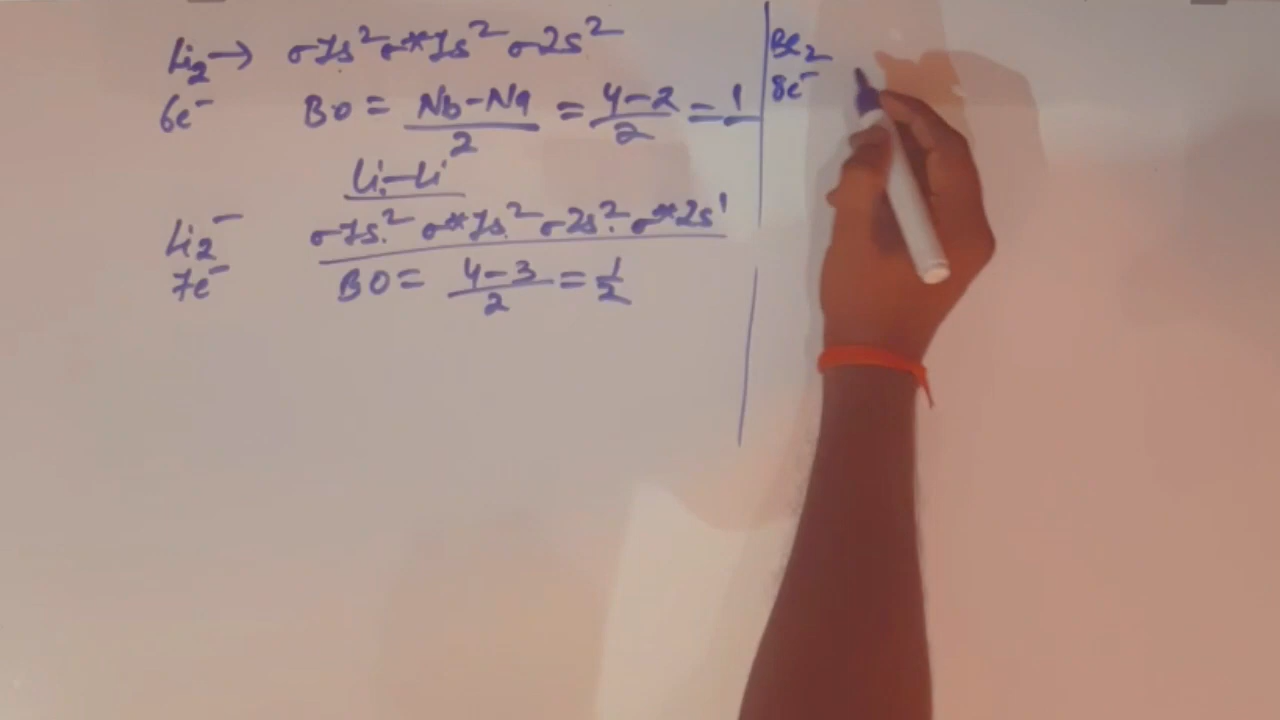 Li2 → σ1s² σ*1s² σ2s²
6e⁻ BO = Nb-Na/2 = 4-2/2 = 1
Li-Li
Li2⁻ σ1s² σ*1s² σ2s² σ*2s¹
7e⁻ BO = 4-3/2 = 1/2
Be2
8e⁻